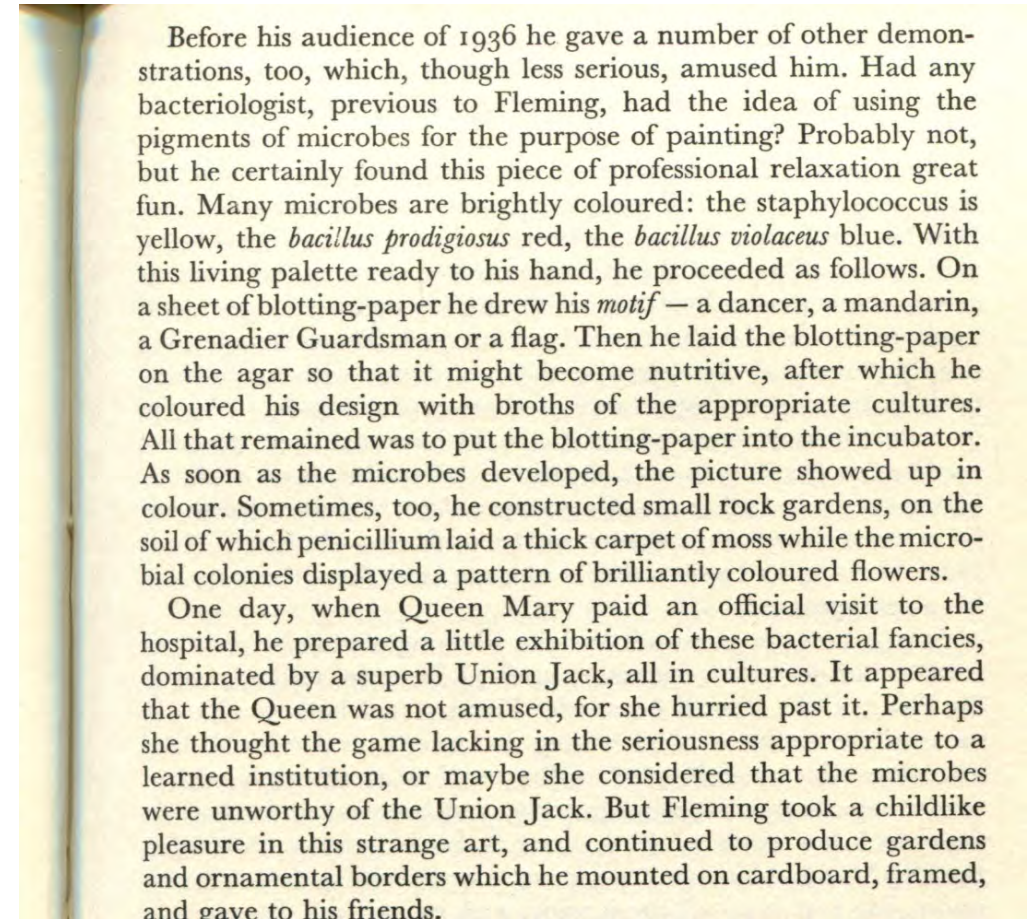 Before his audience of 1936 he gave a number of other demon-
strations, too, which, though less serious, amused him. Had any
bacteriologist, previous to Fleming, had the idea of using the
pigments of microbes for the purpose of painting? Probably not,
but he certainly found this piece of professional relaxation great
fun. Many microbes are brightly coloured: the staphylococcus is
yellow, the bacillus prodigiosus red, the bacillus violaceus blue. With
this living palette ready to his hand, he proceeded as follows. On
a sheet of blotting-paper he drew his motif — a dancer, a mandarin,
a Grenadier Guardsman or a flag. Then he laid the blotting-paper
on the agar so that it might become nutritive, after which he
coloured his design with broths of the appropriate cultures.
All that remained was to put the blotting-paper into the incubator.
As soon as the microbes developed, the picture showed up in
colour. Sometimes, too, he constructed small rock gardens, on the
soil of which penicillium laid a thick carpet of moss while the micro-
bial colonies displayed a pattern of brilliantly coloured flowers.
One day, when Queen Mary paid an official visit to the
hospital, he prepared a little exhibition of these bacterial fancies,
dominated by a superb Union Jack, all in cultures. It appeared
that the Queen was not amused, for she hurried past it. Perhaps
she thought the game lacking in the seriousness appropriate to a
learned institution, or maybe she considered that the microbes
were unworthy of the Union Jack. But Fleming took a childlike
pleasure in this strange art, and continued to produce gardens
and ornamental borders which he mounted on cardboard, framed,
and gave to his friends.